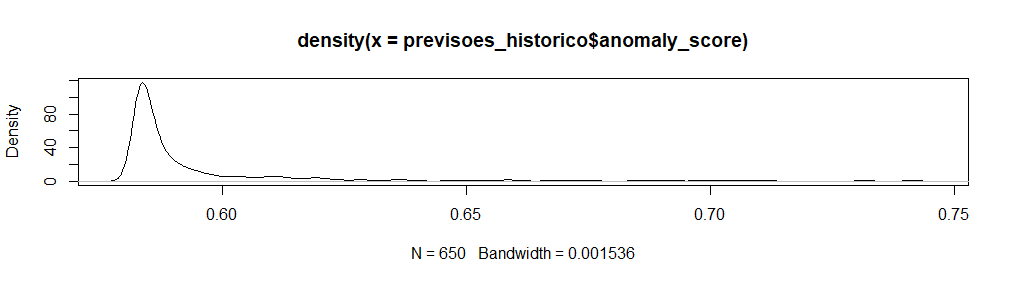 density(x = previsoes_historico$anomaly_score)
Density
80
40
0
0.60 0.65 0.70 0.75
N = 650 Bandwidth = 0.001536